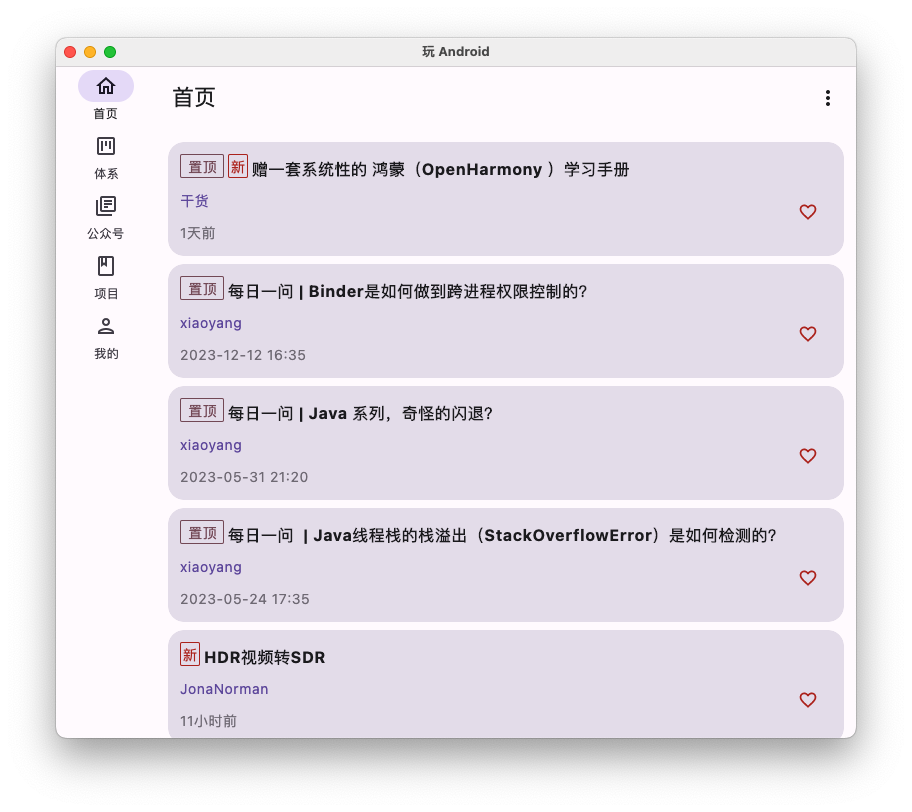 玩 Android
首页
体系
公众号
项目
我的
首页
置顶 新 赠一套系统性的 鸿蒙（OpenHarmony ）学习手册
干货
1天前
置顶 每日一问 | Binder是如何做到跨进程权限控制的?
xiaoyang
2023-12-12 16:35
置顶 每日一问 | Java 系列，奇怪的闪退?
xiaoyang
2023-05-31 21:20
置顶 每日一问  | Java线程栈的栈溢出（StackOverflowError）是如何检测的?
xiaoyang
2023-05-24 17:35
新 HDR视频转SDR
JonaNorman
11小时前